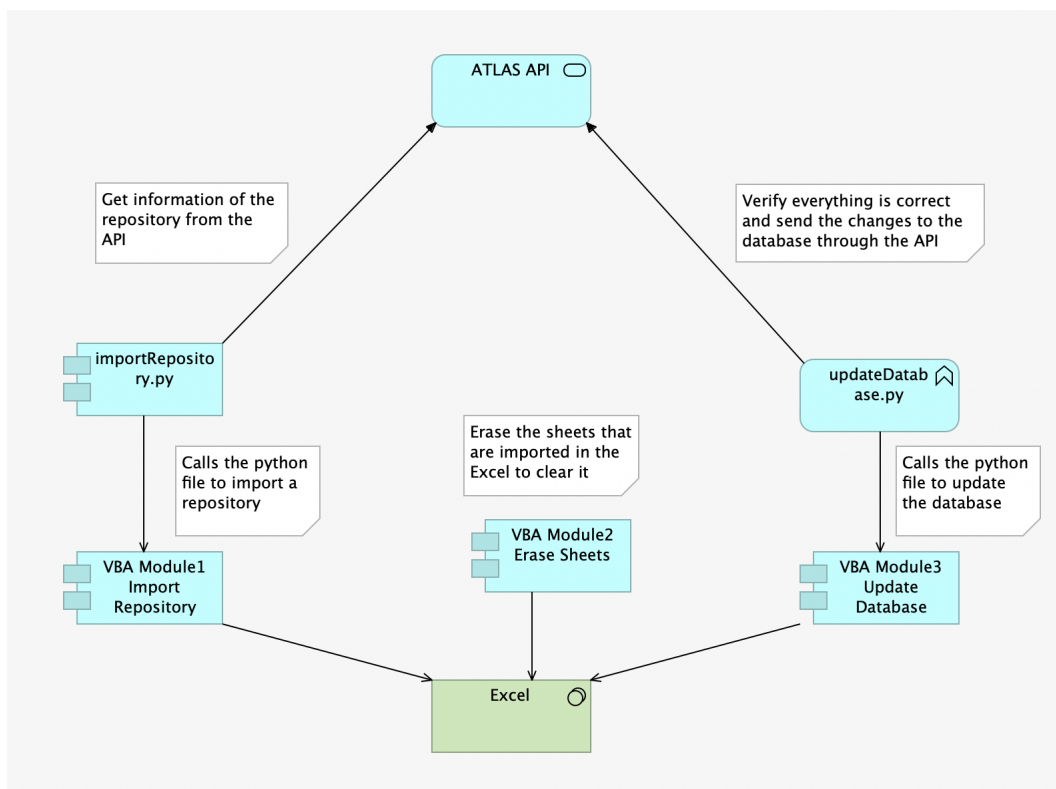 ATLAS API
Get information of the
repository from the
API
Verify everything is correct
and send the changes to the
database through the API
importReposito
ry.py
updateDatab
ase.py
Erase the sheets that
are imported in the
Excel to clear it
Calls the python
file to import a
repository
Calls the python
file to update
the database
VBA Module2
Erase Sheets
VBA Module1
Import
Repository
VBA Module3
Update
Database
Excel